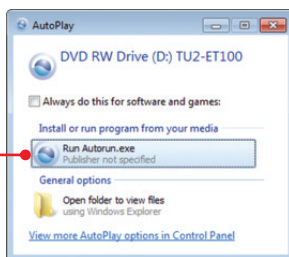 AutoPlay
DVD RW Drive (D:) TU2-ET100
Always do this for software and games:
Install or run program from your media
Run Autorun.exe
Publisher not specified
General options
Open folder to view files
using Windows Explorer
View more AutoPlay options in Control Panel